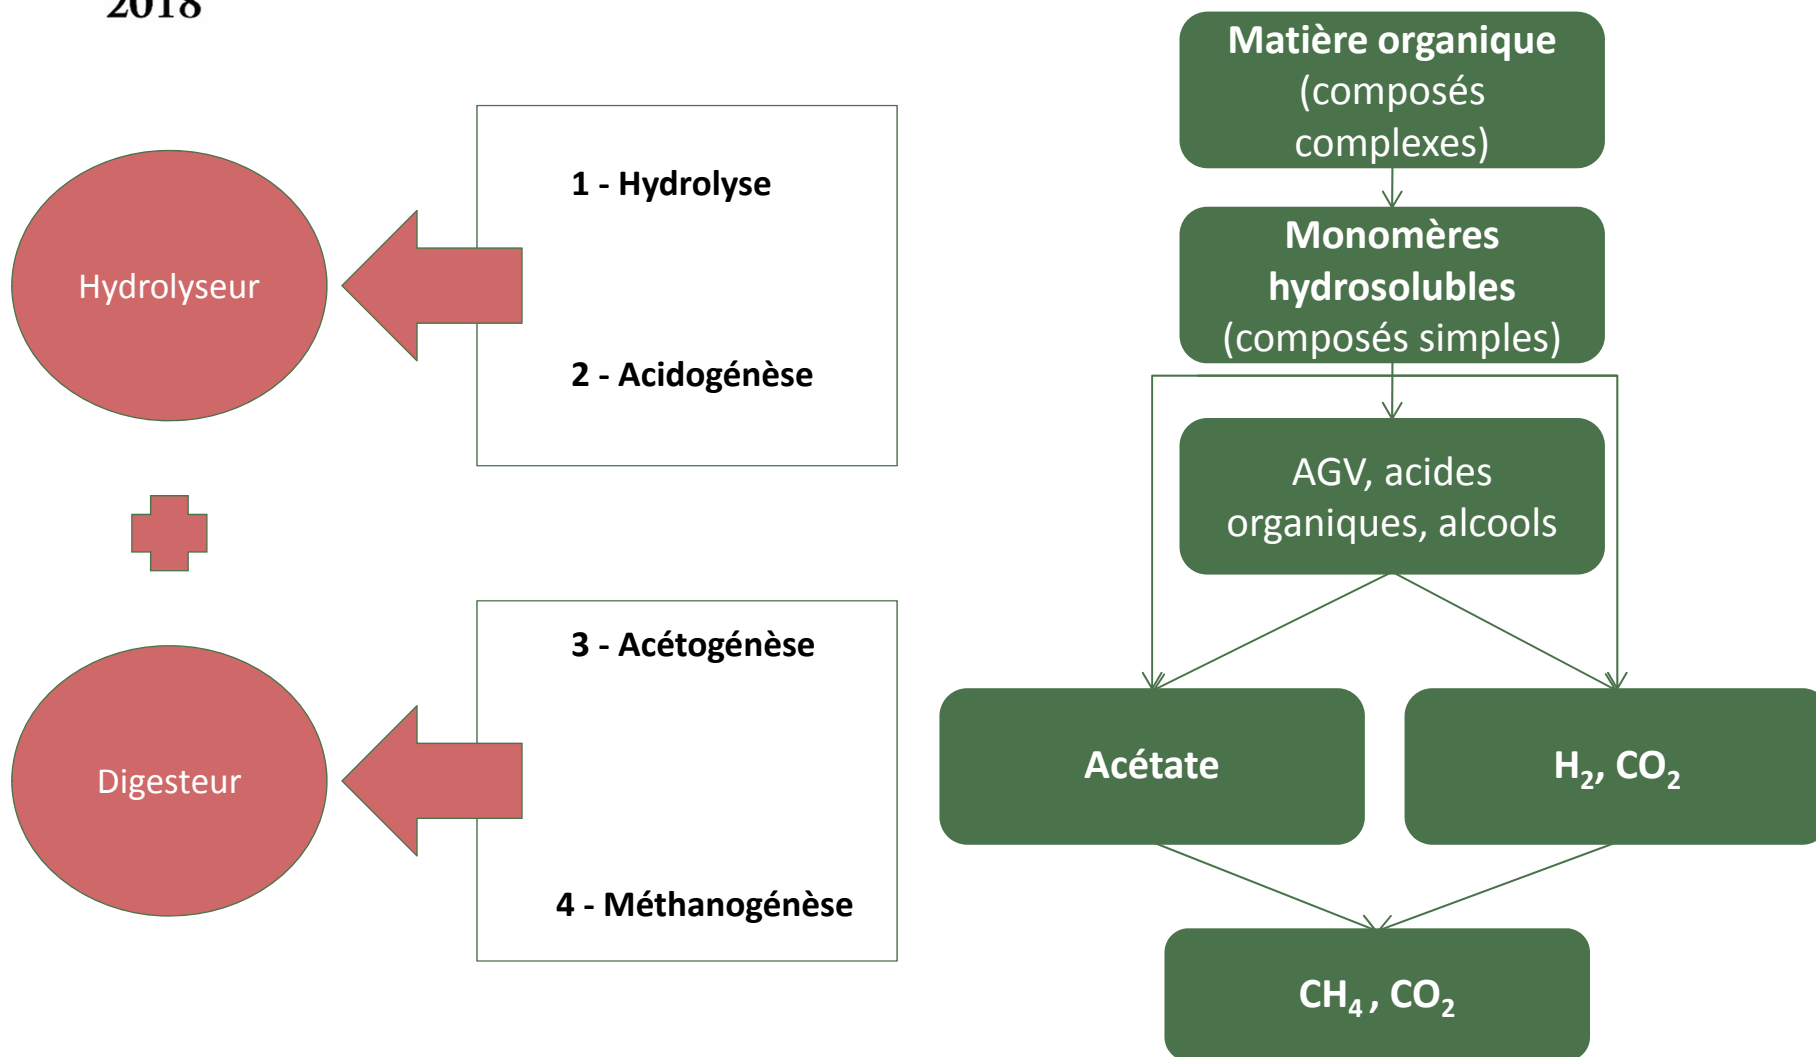 2018
Hydrolyseur
Digesteur
1 - Hydrolyse
2 - Acidogénèse
3 - Acétogénèse
4 - Méthanogénèse
Matière organique
(composés
complexes)
Monomères
hydrosolubles
(composés simples)
AGV, acides
organiques, alcools
Acétate
H₂, CO₂
CH₄ , CO₂